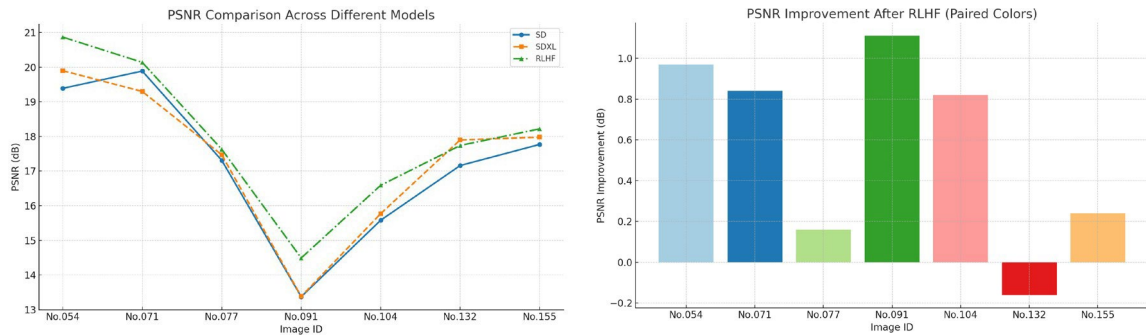 PSNR Comparison Across Different Models
21
20
19
18
17
16
15
14
13
PSNR (dB)
SD
SDXL
RLHF
No.054 No.071 No.077 No.091 No.104 No.132 No.155
Image ID
PSNR Improvement After RLHF (Paired Colors)
1.0
0.8
0.6
0.4
0.2
0.0
−0.2
PSNR Improvement (dB)
No.054 No.071 No.077 No.091 No.104 No.132 No.155
Image ID